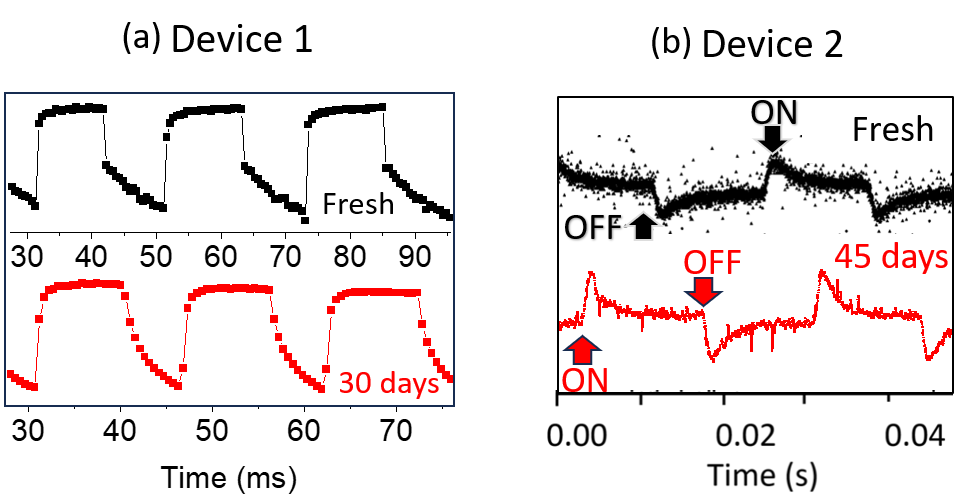 (a) Device 1
Fresh
30 40 50 60 70 80 90
30 days
30 40 50 60 70
Time (ms)
(b) Device 2
ON
Fresh
OFF
OFF
45 days
ON
0.00 0.02 0.04
Time (s)